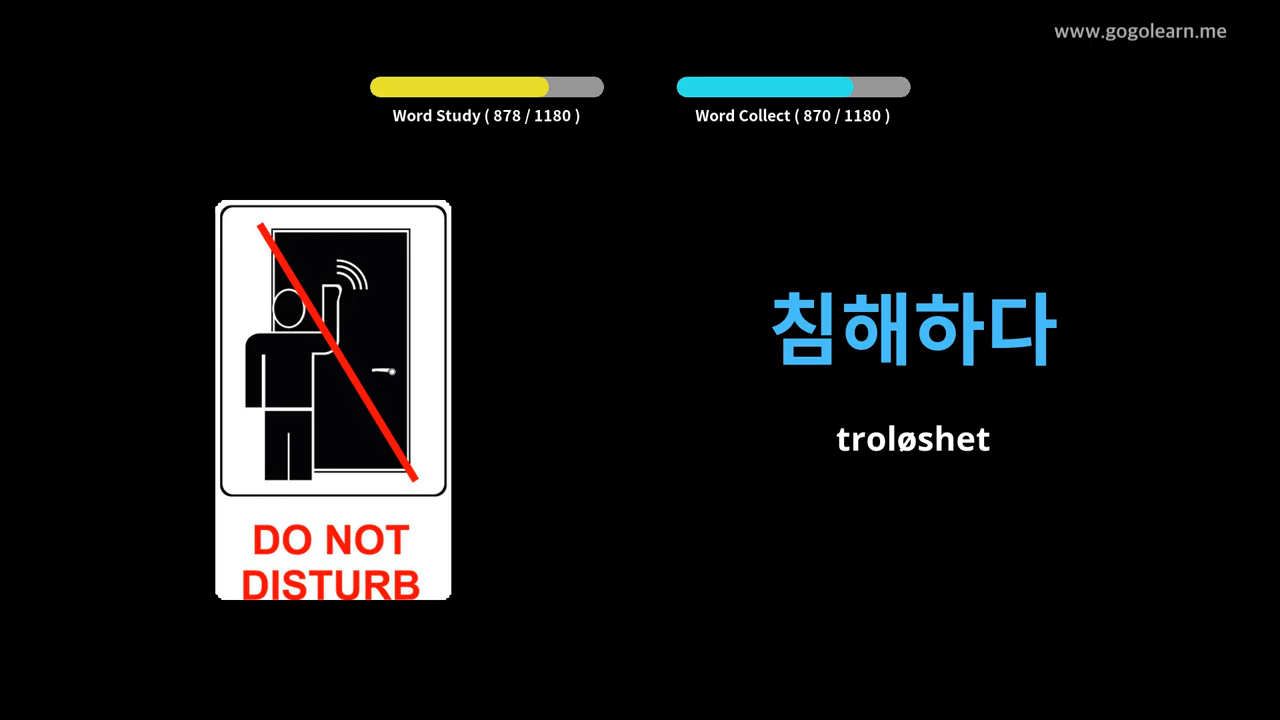 www.gogolearn.me
Word Study ( 878 / 1180 )
Word Collect ( 870 / 1180 )
침해하다
troløshet
DO NOT
DISTURB